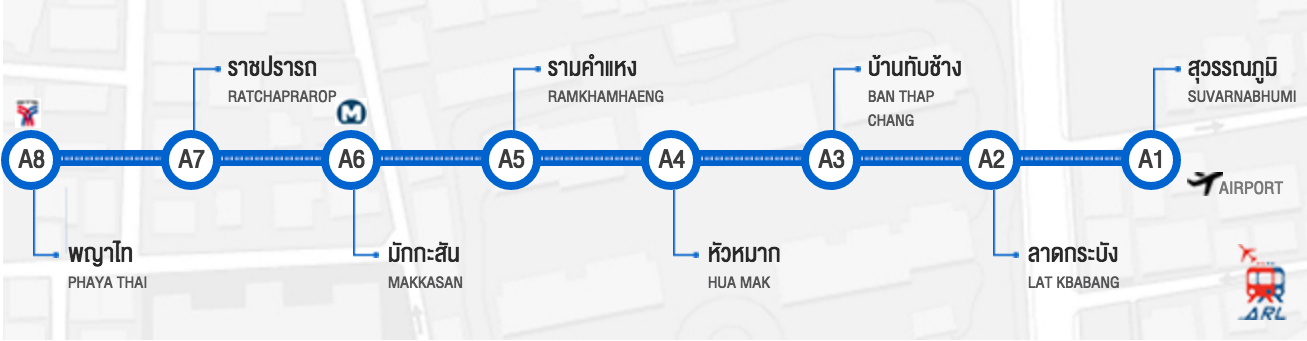 ราชปรารถ
RATCHAPRAROP
รามคำแหง
RAMKHAMHAENG
บ้านทับช้าง
BAN THAP
CHANG
สุวรรณภูมิ
SUVARNABHUMI
M
A8
A7
A6
A5
A4
A3
A2
A1
AIRPORT
พญาไท
PHAYA THAI
มักกะสัน
MAKKASAN
หัวหมาก
HUA MAK
ลาดกระบัง
LAT KBABANG
ARL